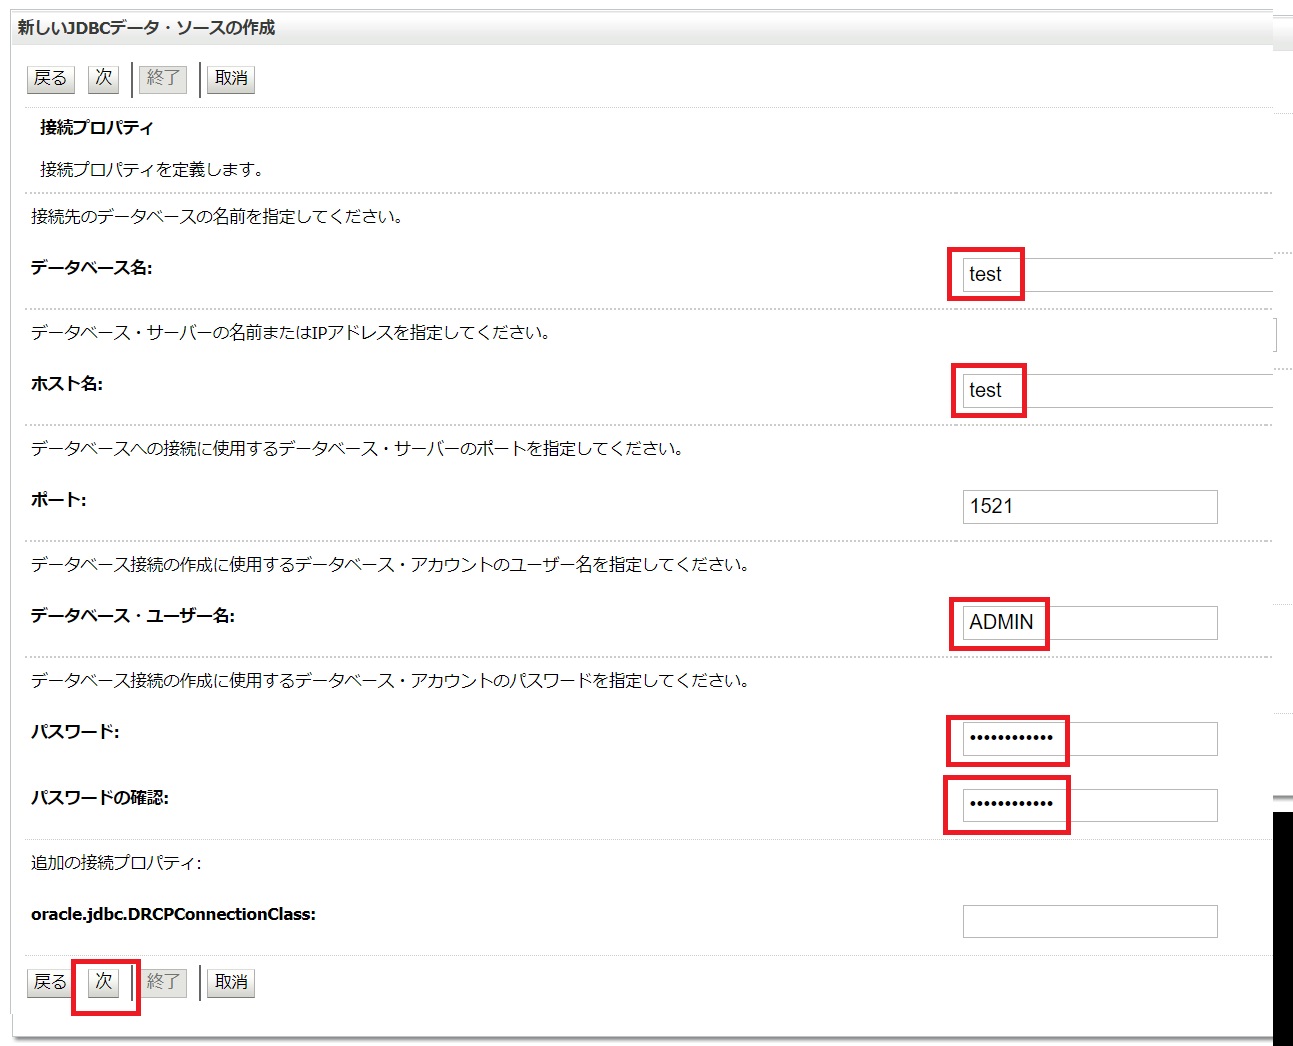 新しいJDBCデータ・ソースの作成
戻る 次 終了 取消
接続プロパティ
接続プロパティを定義します。
接続先のデータベースの名前を指定してください。
データベース名: test
データベース・サーバーの名前またはIPアドレスを指定してください。
ホスト名: test
データベースへの接続に使用するデータベース・サーバーのポートを指定してください。
ポート: 1521
データベース接続の作成に使用するデータベース・アカウントのユーザー名を指定してください。
データベース・ユーザー名: ADMIN
データベース接続の作成に使用するデータベース・アカウントのパスワードを指定してください。
パスワード: ••••••••••••
パスワードの確認: ••••••••••••
追加の接続プロパティ:
oracle.jdbc.DRCPConnectionClass:
戻る 次 終了 取消